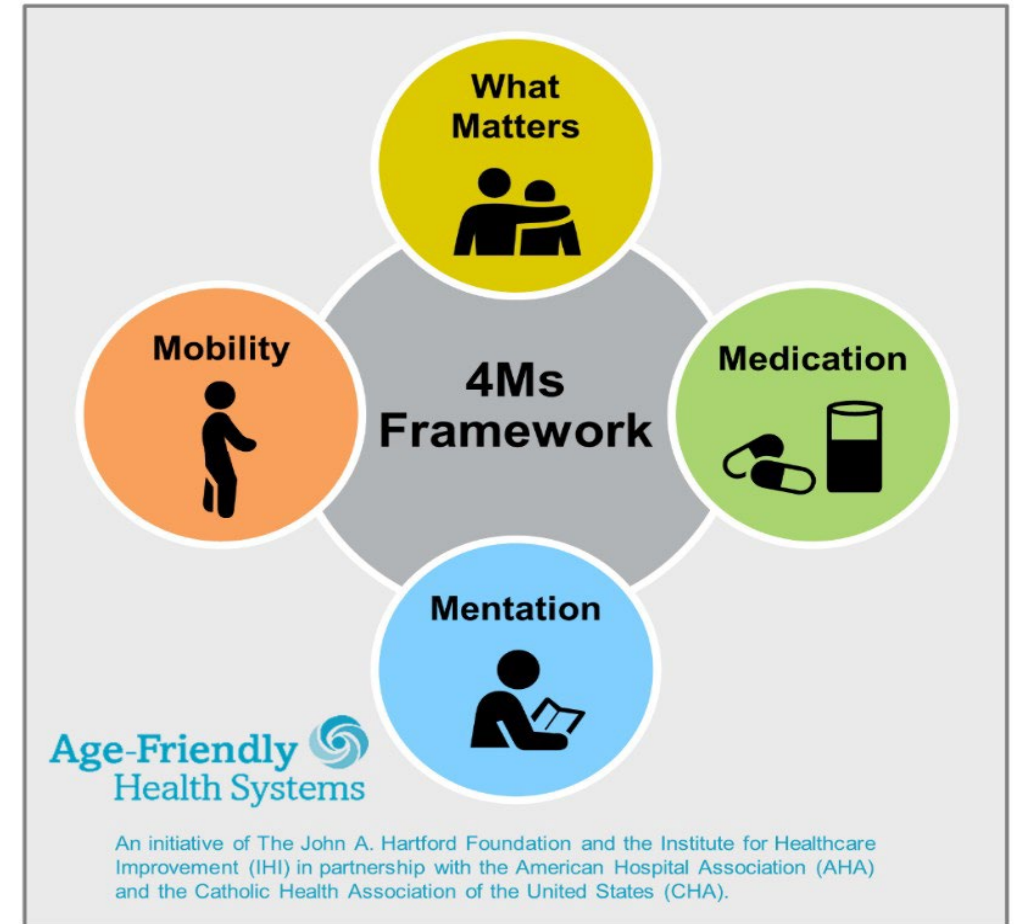 What
Matters
Mobility
4Ms
Framework
Medication
Mentation
Age-Friendly
Health Systems
An initiative of The John A. Hartford Foundation and the Institute for Healthcare
Improvement (IHI) in partnership with the American Hospital Association (AHA)
and the Catholic Health Association of the United States (CHA).